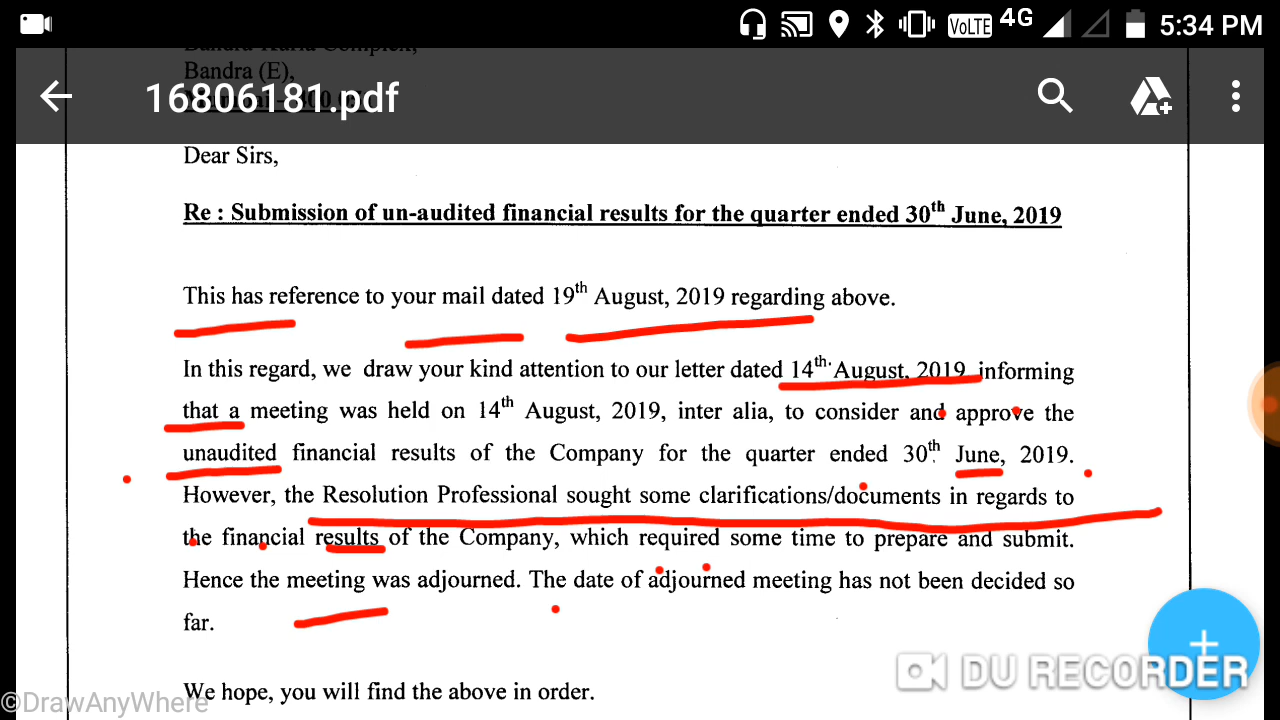 VoLTE 4G 5:34 PM
Bandra (E),
16806181.pdf
Dear Sirs,
Re : Submission of un-audited financial results for the quarter ended 30th June, 2019
This has reference to your mail dated 19th August, 2019 regarding above.
In this regard, we draw your kind attention to our letter dated 14th August, 2019 informing
that a meeting was held on 14th August, 2019, inter alia, to consider and approve the
unaudited financial results of the Company for the quarter ended 30th June, 2019.
However, the Resolution Professional sought some clarifications/documents in regards to
the financial results of the Company, which required some time to prepare and submit.
Hence the meeting was adjourned. The date of adjourned meeting has not been decided so
far.
We hope, you will find the above in order.
DU RECORDER
©DrawAnyWhere